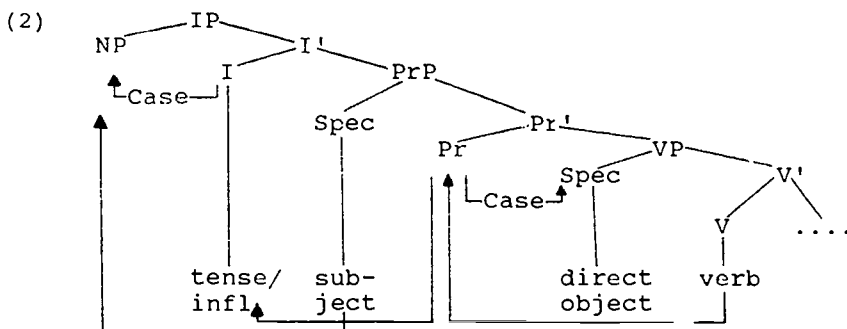 (2) IP
NP I'
I PrP
Case
Spec Pr'
Pr VP
Spec V'
Case
V ....
tense/ sub- direct verb
infl ject object